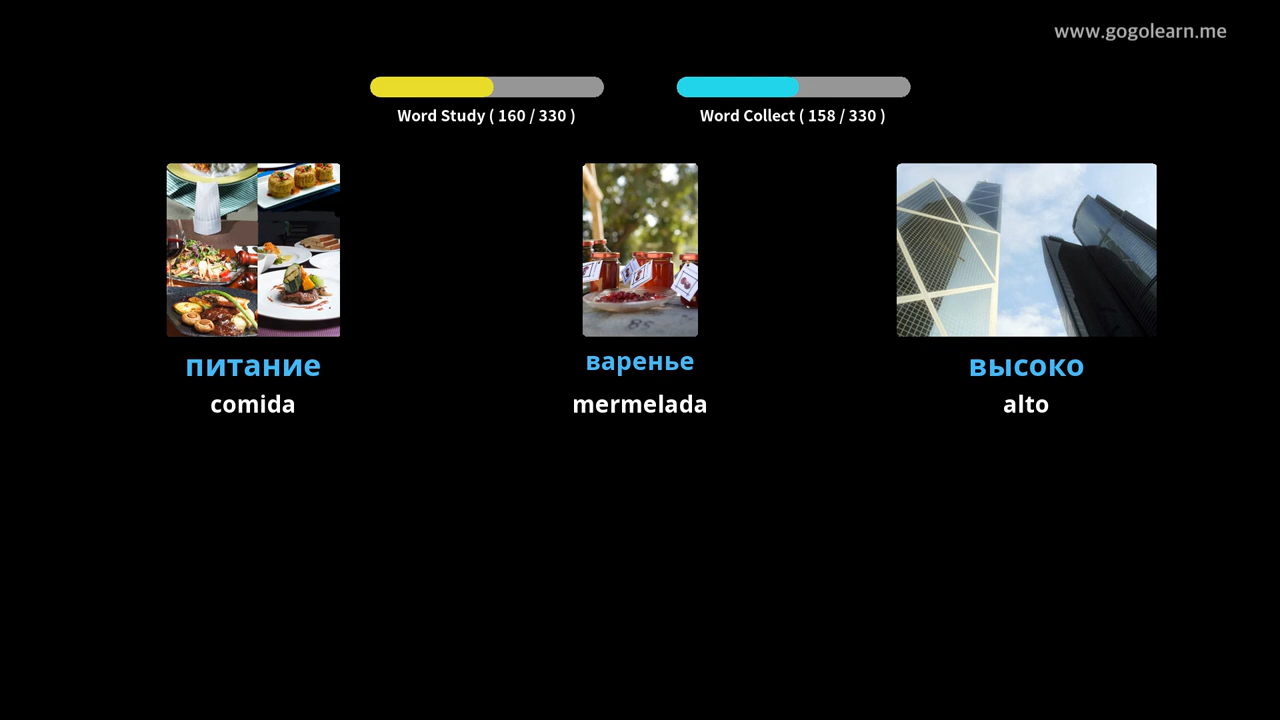 www.gogolearn.me
Word Study ( 160 / 330 )
Word Collect ( 158 / 330 )
питание
варенье
высоко
comida
mermelada
alto